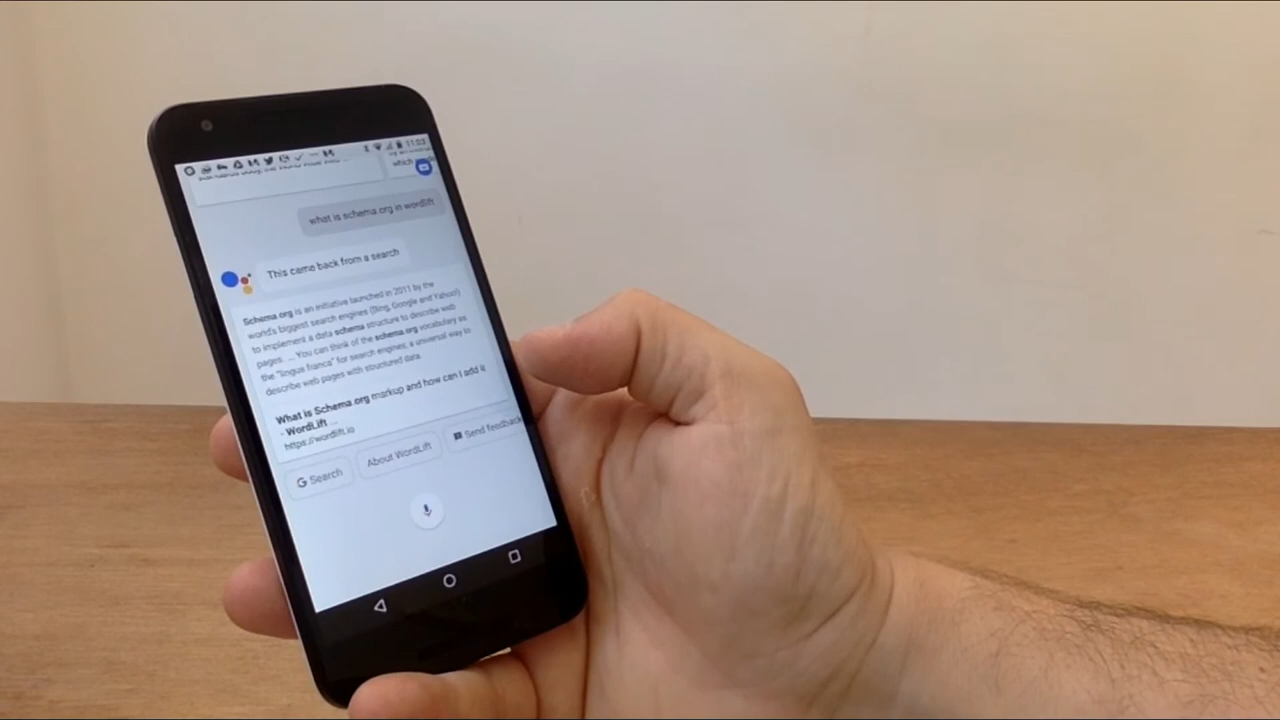 11:03
which
what is schema.org in wordlift
This came back from a search
Schema.org is an initiative launched in 2011 by the
world's biggest search engines (Bing, Google and Yahoo!)
to implement a data schema structure to describe web
pages. ... You can think of the schema.org vocabulary as
the "lingua franca" for search engines; a universal way to
describe web pages with structured data.
What is Schema.org markup and how can I add it
- WordLift ...
https://wordlift.io
G Search
About WordLift
Send feedback